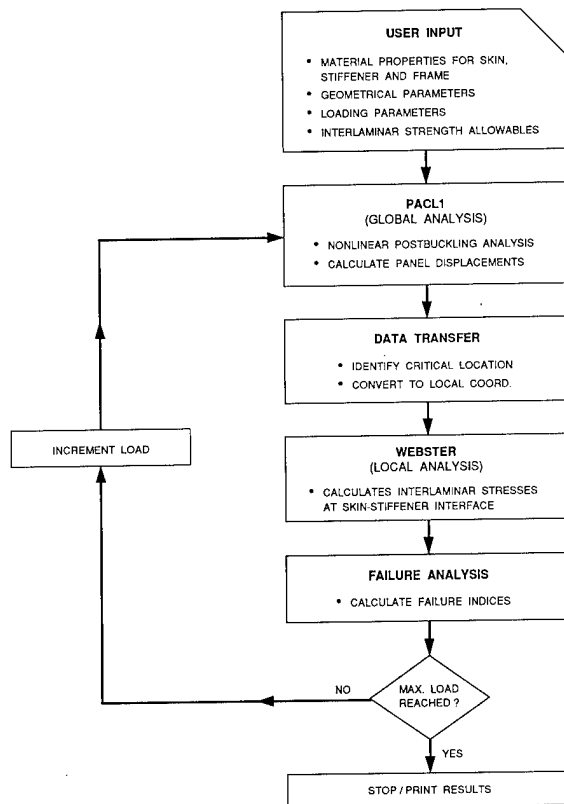 USER INPUT
• MATERIAL PROPERTIES FOR SKIN,
STIFFENER AND FRAME
• GEOMETRICAL PARAMETERS
• LOADING PARAMETERS
• INTERLAMINAR STRENGTH ALLOWABLES
PACL1
(GLOBAL ANALYSIS)
• NONLINEAR POSTBUCKLING ANALYSIS
• CALCULATE PANEL DISPLACEMENTS
DATA TRANSFER
• IDENTIFY CRITICAL LOCATION
• CONVERT TO LOCAL COORD.
INCREMENT LOAD
WEBSTER
(LOCAL ANALYSIS)
• CALCULATES INTERLAMINAR STRESSES
AT SKIN-STIFFENER INTERFACE
FAILURE ANALYSIS
• CALCULATE FAILURE INDICES
NO
MAX. LOAD
REACHED ?
YES
STOP / PRINT RESULTS